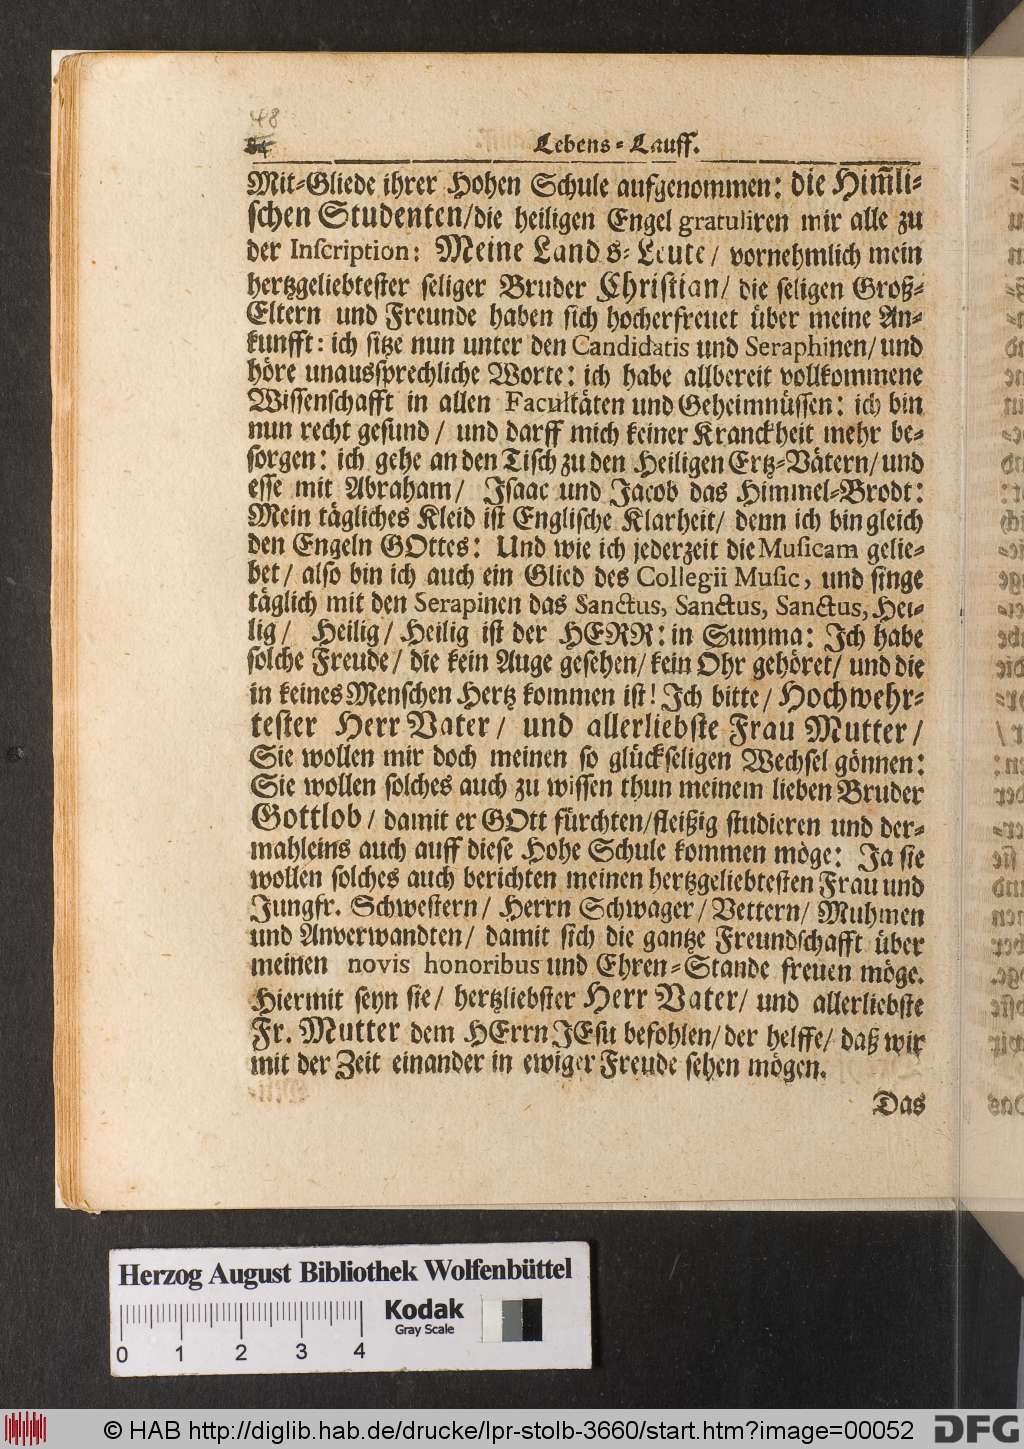 48
84
Lebens-Lauff.
Mit-Gliede ihrer Hohen Schule aufgenommen: die Him̃li-
schen Studenten/die heiligen Engel gratuliren mir alle zu
der Inſcription: Meine Lands-Leute/ vornehmlich mein
hertzgeliebteſter ſeliger Bruder Chriſtian/ die ſeligen Groß-
Eltern und Freunde haben ſich hocherfreuet über meine An-
kunfft: ich ſitze nun unter den Candidatis und Seraphinen/ und
höre unausſprechliche Worte: ich habe allbereit vollkommene
Wiſſenſchafft in allen Facultäten und Geheimnüſſen: ich bin
nun recht geſund/ und darff mich keiner Kranckheit mehr be-
ſorgen: ich gehe an den Tiſch zu den Heiligen Ertz-Vätern/ und
eſſe mit Abraham/ Iſaac und Jacob das Himmel-Brodt:
Mein tägliches Kleid iſt Engliſche Klarheit/ denn ich bin gleich
den Engeln GOttes: Und wie ich jederzeit die Muſicam gelie-
bet/ alſo bin ich auch ein Glied des Collegii Muſic, und ſinge
täglich mit den Serapinen das Sanctus, Sanctus, Sanctus, Hei-
lig/ Heilig/ Heilig iſt der HERR: in Summa: Ich habe
ſolche Freude/ die kein Auge geſehen/ kein Ohr gehöret/ und die
in keines Menſchen Hertz kommen iſt! Ich bitte/ Hochwehr-
teſter Herr Vater/ und allerliebſte Frau Mutter/
Sie wollen mir doch meinen ſo glückſeligen Wechſel gönnen:
Sie wollen ſolches auch zu wiſſen thun meinem lieben Bruder
Gottlob/ damit er GOtt fürchten/ fleißig ſtudieren und der-
mahleins auch auff dieſe Hohe Schule kommen möge: Ja ſie
wollen ſolches auch berichten meinen hertzgeliebteſten Frau und
Jungfr. Schweſtern/ Herrn Schwager/ Vettern/ Muhmen
und Anverwandten/ damit ſich die gantze Freundſchafft über
meinen novis honoribus und Ehren-Stande freuen möge.
Hiermit ſeyn ſie/ hertzliebſter Herr Vater/ und allerliebſte
Fr. Mutter dem HErrn JEſu befohlen/ der helffe/ daß wir
mit der Zeit einander in ewiger Freude ſehen mögen.
Das
Herzog August Bibliothek Wolfenbüttel
Kodak
Gray Scale
0 1 2 3 4
© HAB http://diglib.hab.de/drucke/lpr-stolb-3660/start.htm?image=00052
DFG